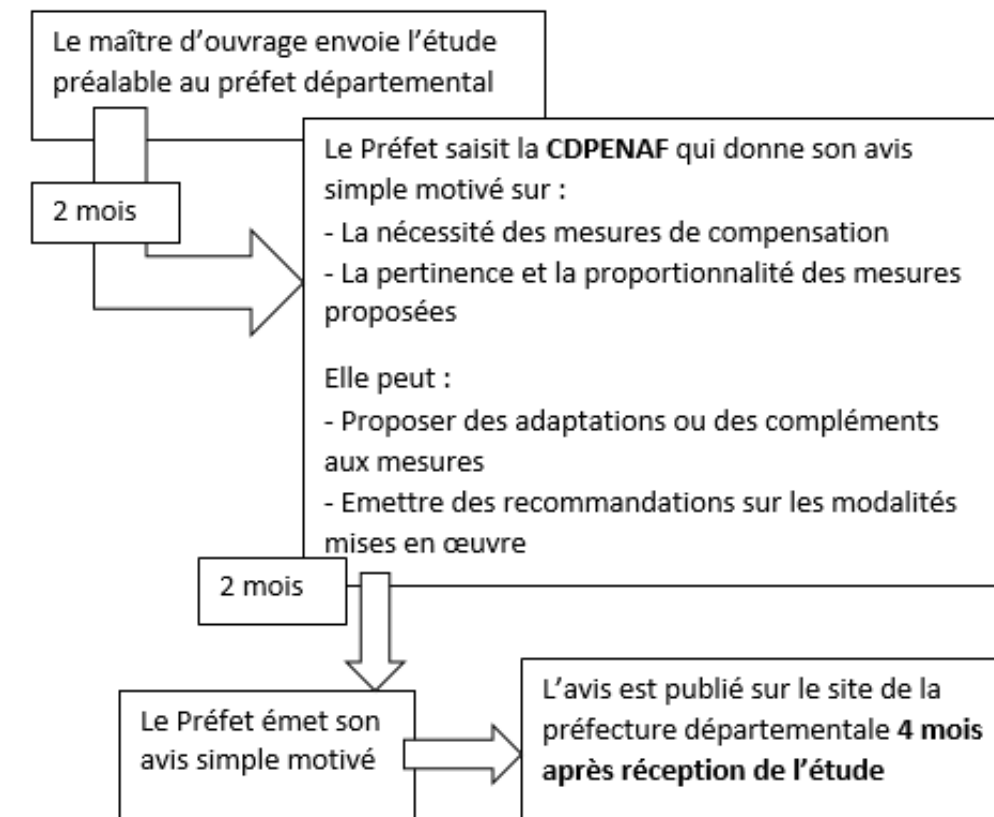 Le maître d’ouvrage envoie l’étude
préalable au préfet départemental
2 mois
Le Préfet saisit la CDPENAF qui donne son avis
simple motivé sur :
- La nécessité des mesures de compensation
- La pertinence et la proportionnalité des mesures
proposées
Elle peut :
- Proposer des adaptations ou des compléments
aux mesures
- Emettre des recommandations sur les modalités
mises en œuvre
2 mois
Le Préfet émet son
avis simple motivé
L’avis est publié sur le site de la
préfecture départementale 4 mois
après réception de l’étude